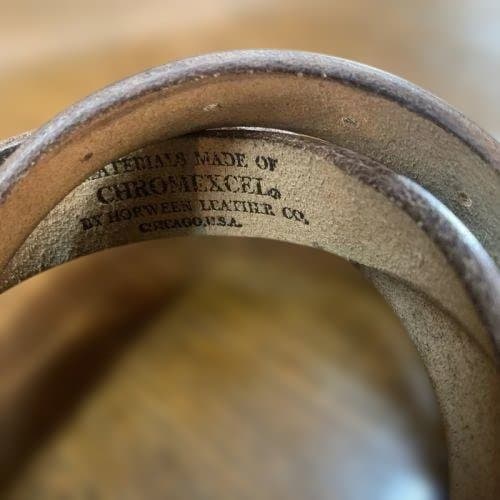 MATERIALS MADE OF
CHROMEXCEL®
BY HORWEEN LEATHER CO.
CHICAGO, U.S.A.